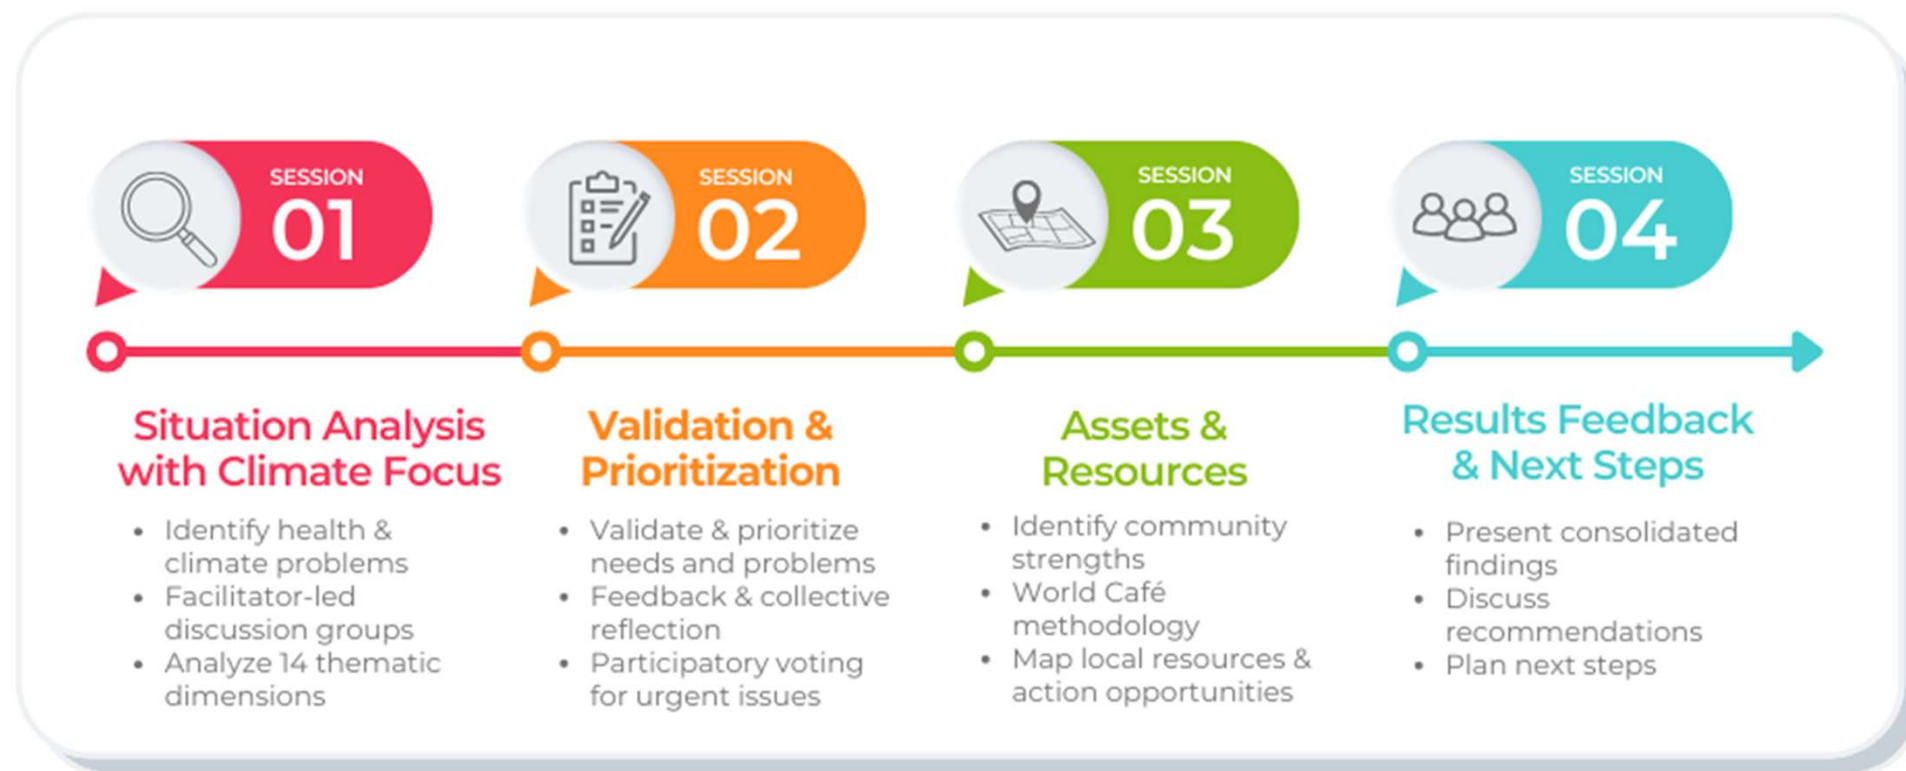 SESSION
01
SESSION
02
SESSION
03
SESSION
04
Situation Analysis
with Climate Focus
• Identify health &
climate problems
• Facilitator-led
discussion groups
• Analyze 14 thematic
dimensions
Validation &
Prioritization
• Validate & prioritize
needs and problems
• Feedback & collective
reflection
• Participatory voting
for urgent issues
Assets &
Resources
• Identify community
strengths
• World Café
methodology
• Map local resources &
action opportunities
Results Feedback
& Next Steps
• Present consolidated
findings
• Discuss
recommendations
• Plan next steps